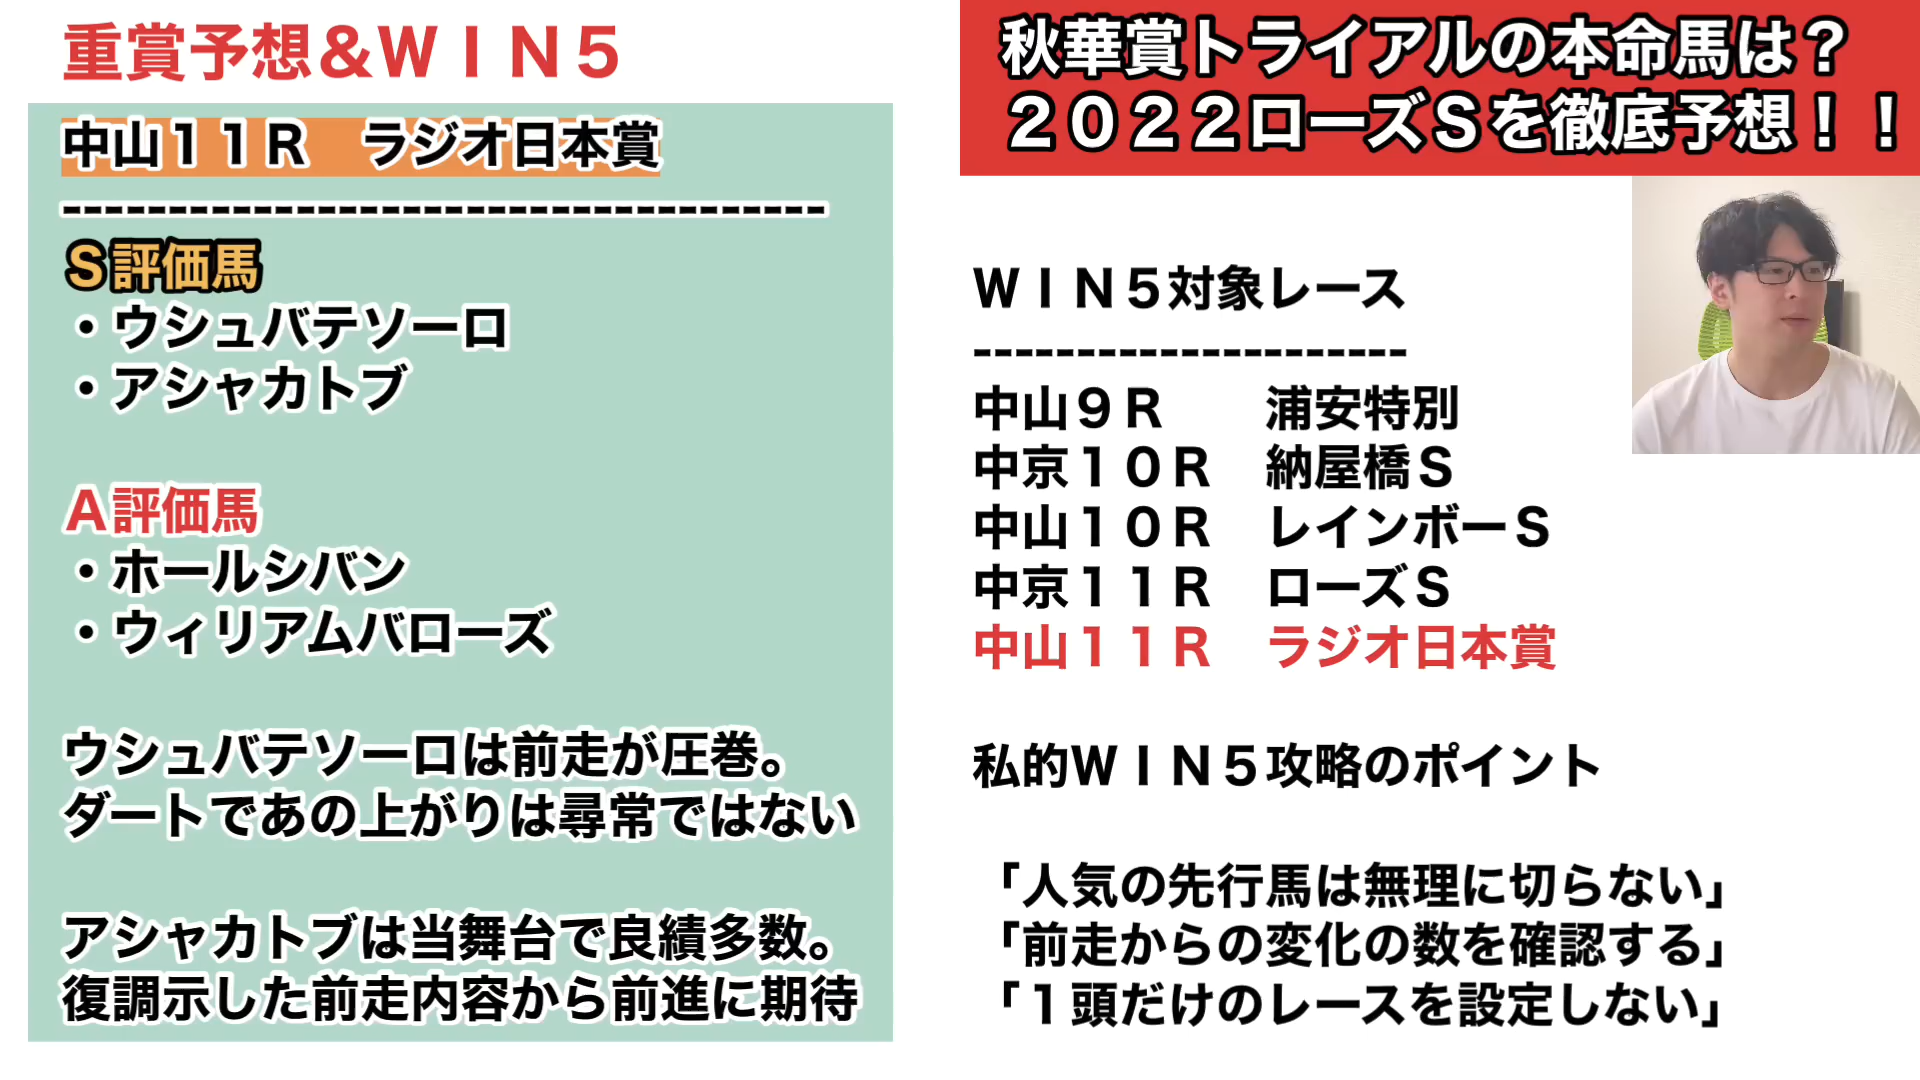 重賞予想＆ＷＩＮ５
中山１１Ｒ　ラジオ日本賞
------------------------------------
Ｓ評価馬
・ウシュバテソーロ
・アシャカトブ
Ａ評価馬
・ホールシバン
・ウィリアムバローズ
ウシュバテソーロは前走が圧巻。
ダートであの上がりは尋常ではない
アシャカトブは当舞台で良績多数。
復調示した前走内容から前進に期待
秋華賞トライアルの本命馬は？
２０２２ローズＳを徹底予想！！
ＷＩＮ５対象レース
---------------------
中山９Ｒ　　浦安特別
中京１０Ｒ　納屋橋Ｓ
中山１０Ｒ　レインボーＳ
中京１１Ｒ　ローズＳ
中山１１Ｒ　ラジオ日本賞
私的ＷＩＮ５攻略のポイント
「人気の先行馬は無理に切らない」
「前走からの変化の数を確認する」
「１頭だけのレースを設定しない」